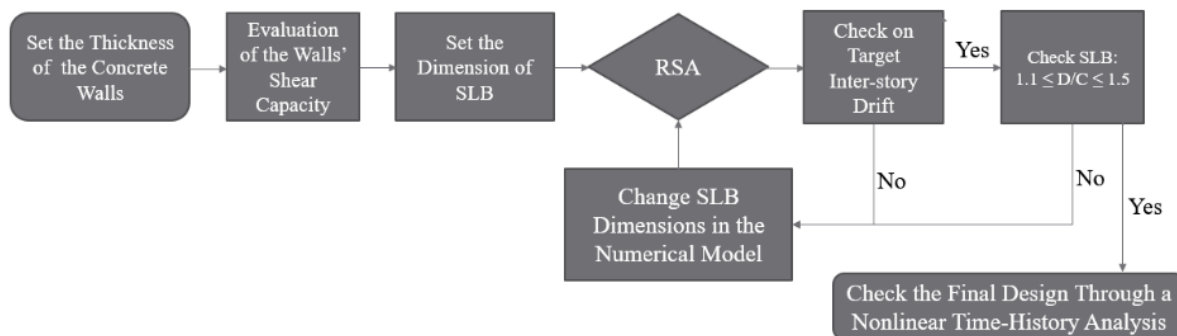 Set the Thickness
of the Concrete
Walls
Evaluation
of the Walls'
Shear
Capacity
Set the
Dimension of
SLB
RSA
Check on
Target
Inter-story
Drift
Yes
Check SLB:
1.1 ≤ D/C ≤ 1.5
No
No
Yes
Change SLB
Dimensions in the
Numerical Model
Check the Final Design Through a
Nonlinear Time-History Analysis